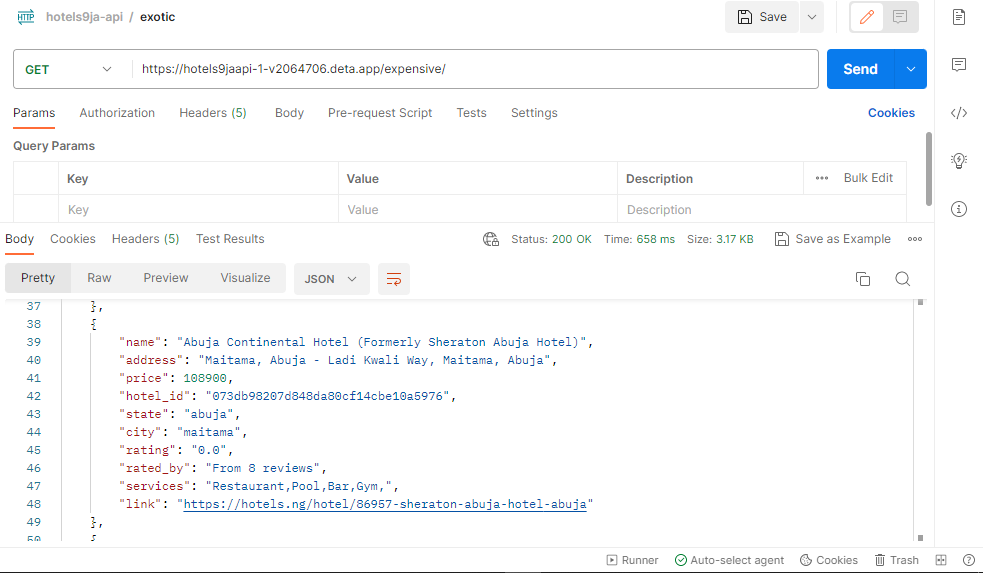 HTTP hotels9ja-api / exotic Save
GET https://hotels9jaapi-1-v2064706.deta.app/expensive/ Send
Params Authorization Headers (5) Body Pre-request Script Tests Settings Cookies
Query Params
Key Value Description ••• Bulk Edit
Key Value Description
Body Cookies Headers (5) Test Results Status: 200 OK Time: 658 ms Size: 3.17 KB Save as Example •••
Pretty Raw Preview Visualize JSON
37 },
38 {
39 "name": "Abuja Continental Hotel (Formerly Sheraton Abuja Hotel)",
40 "address": "Maitama, Abuja - Ladi Kwali Way, Maitama, Abuja",
41 "price": 108900,
42 "hotel_id": "073db98207d848da80cf14cbe10a5976",
43 "state": "abuja",
44 "city": "maitama",
45 "rating": "0.0",
46 "rated_by": "From 8 reviews",
47 "services": "Restaurant,Pool,Bar,Gym,",
48 "link": "https://hotels.ng/hotel/86957-sheraton-abuja-hotel-abuja"
49 },
50 {
Runner Auto-select agent Cookies Trash